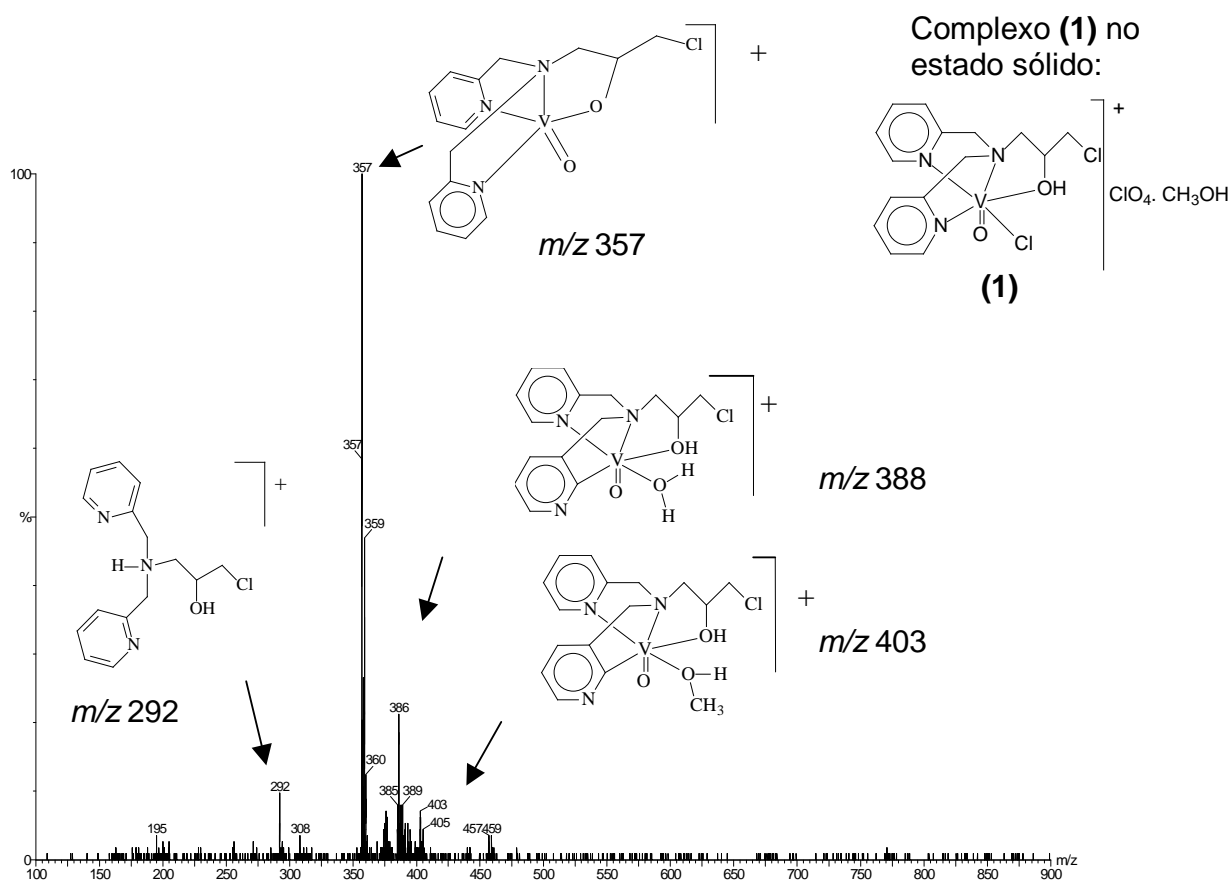 Complexo (1) no
estado sólido:
+
Cl
N
N
V
O
O
N
m/z 357
+
N
Cl
N
OH
V
N
O
Cl
ClO4. CH3OH
(1)
100
357
357
359
%
360
+
N
H
N
Cl
OH
N
m/z 292
+
N
N
Cl
OH
V
O
O
H
H
N
m/z 388
+
N
N
Cl
OH
V
O
O
H
CH3
N
m/z 403
386
385
389
403
405
292
195
308
457
459
0
100 150 200 250 300 350 400 450 500 550 600 650 700 750 800 850 900
m/z